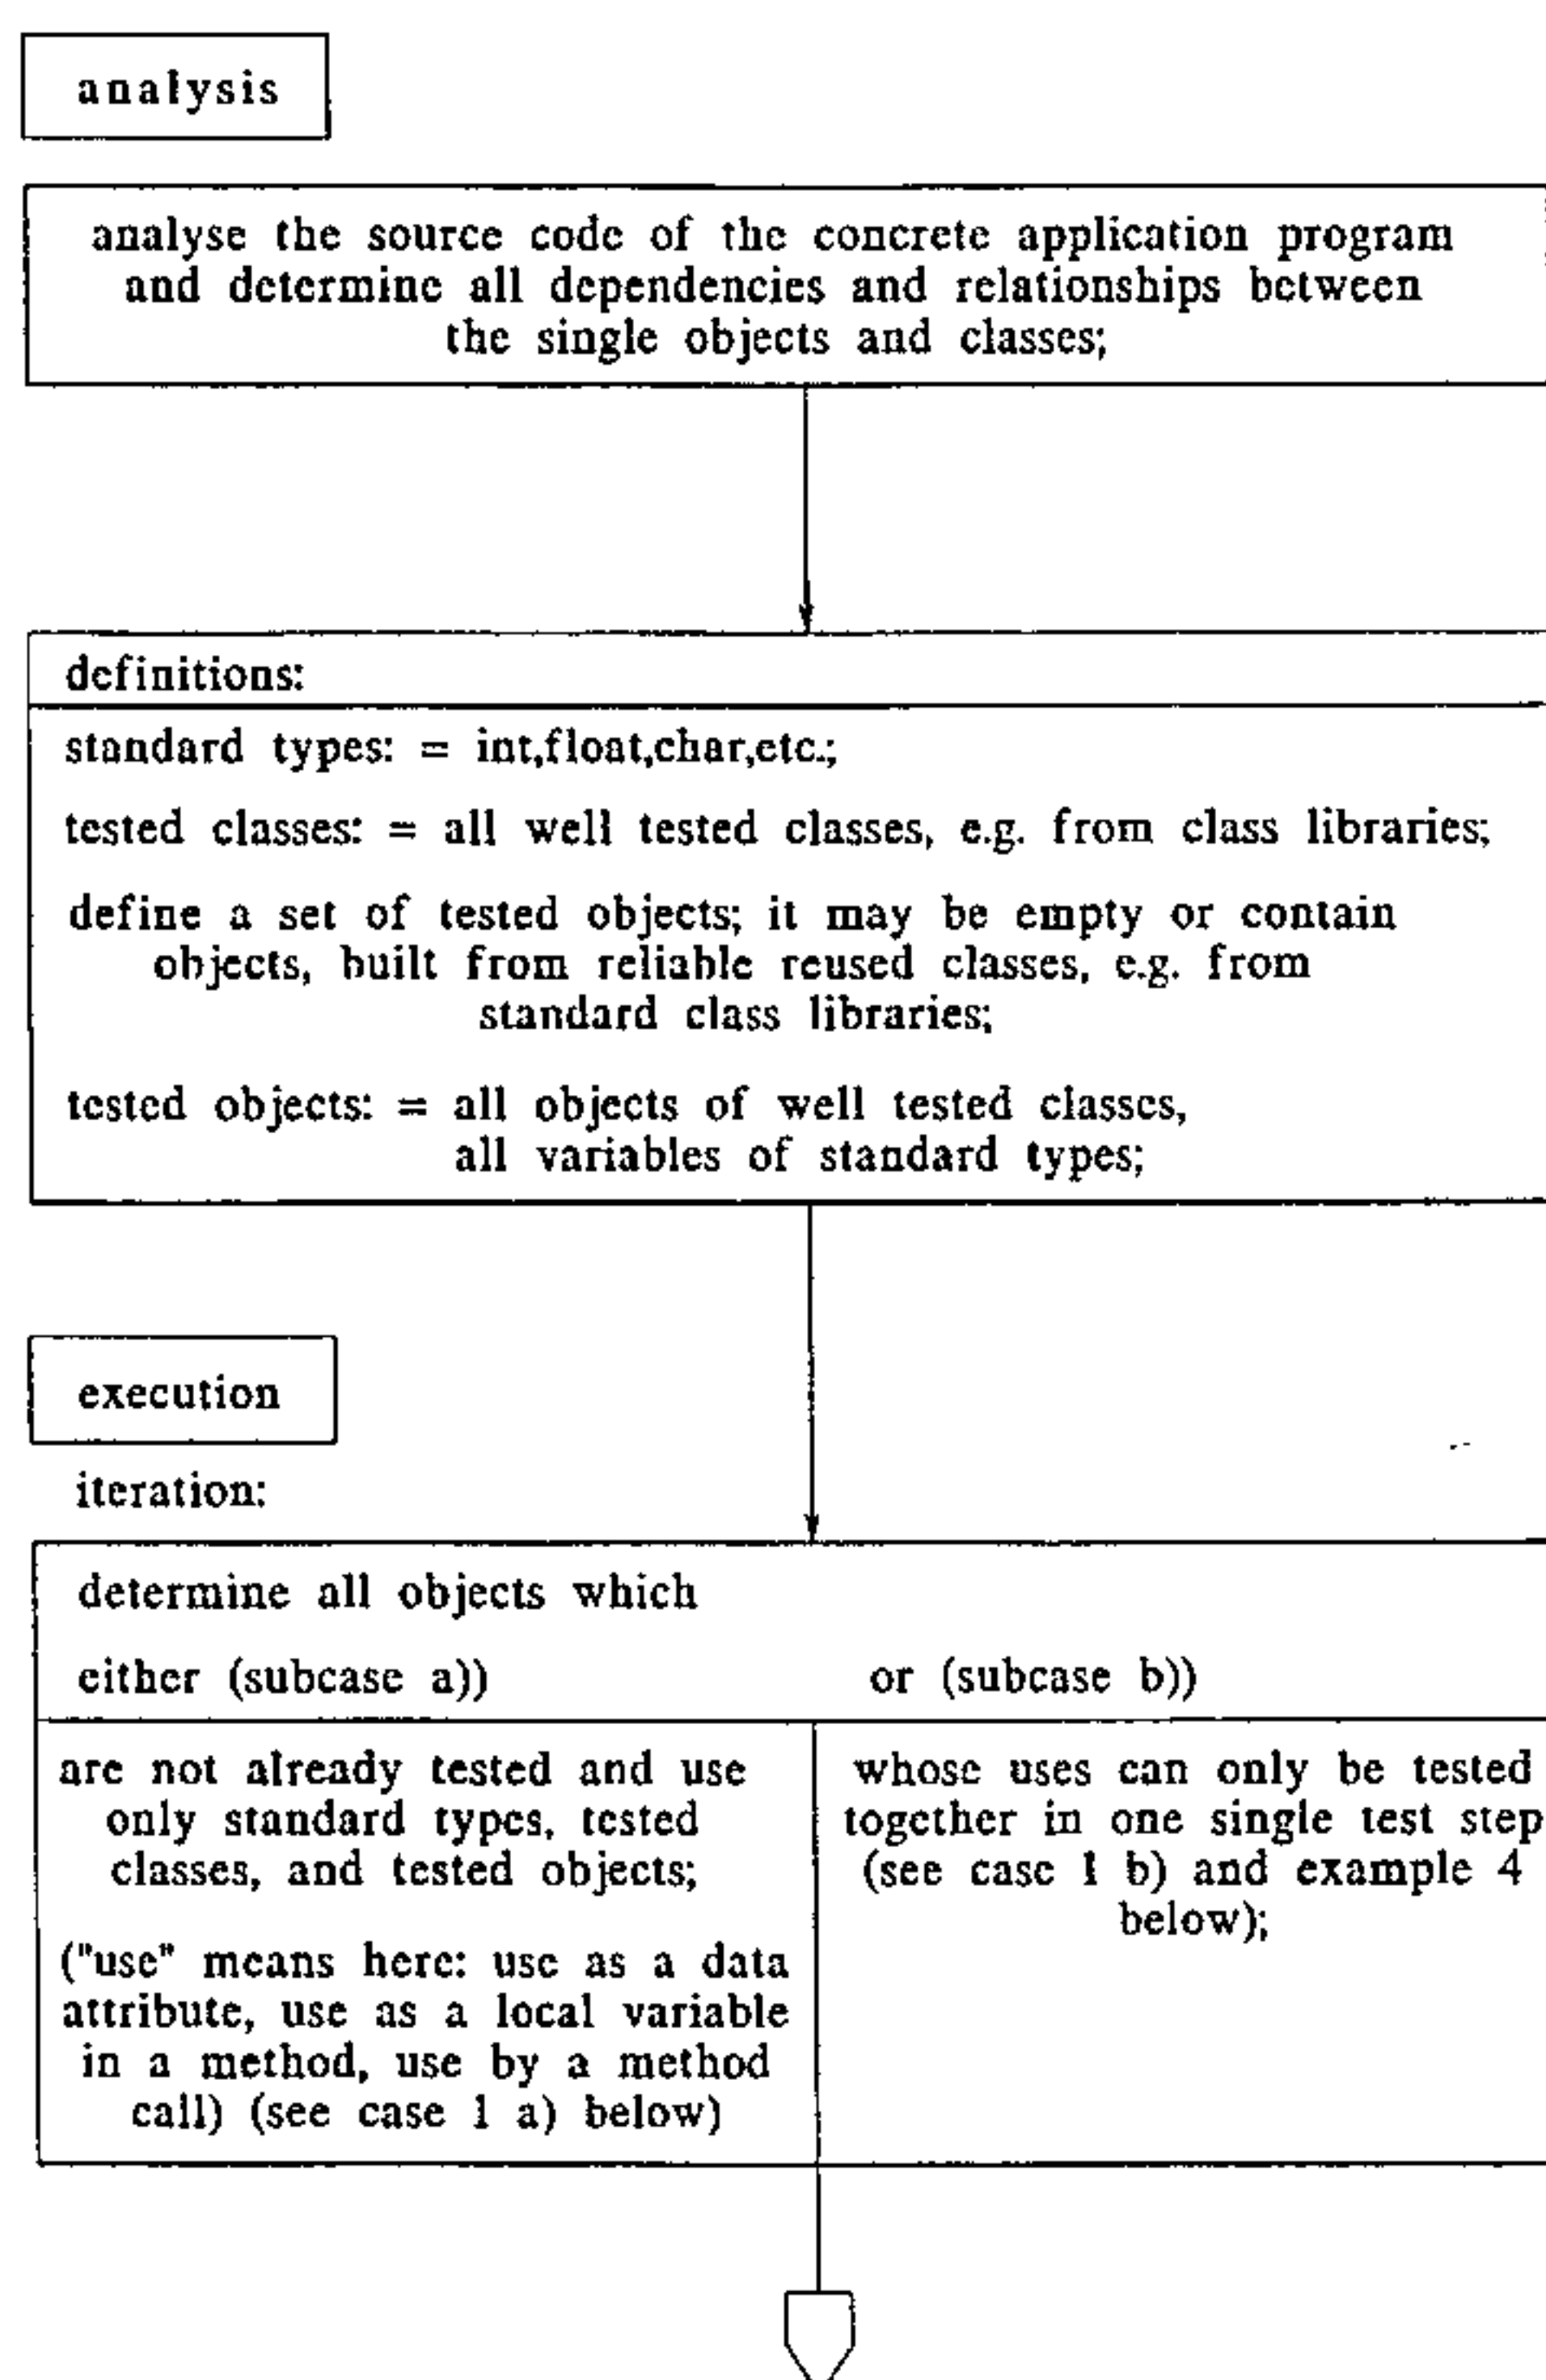 analysis
analyse the source code of the concrete application program
and determine all dependencies and relationships between
the single objects and classes;
definitions:
standard types: = int,float,char,etc.;
tested classes: = all well tested classes, e.g. from class libraries;
define a set of tested objects; it may be empty or contain
objects, built from reliable reused classes, e.g. from
standard class libraries;
tested objects: = all objects of well tested classes,
all variables of standard types;
execution
iteration:
determine all objects which
either (subcase a))
or (subcase b))
are not already tested and use
only standard types, tested
classes, and tested objects;
("use" means here: use as a data
attribute, use as a local variable
in a method, use by a method
call) (see case 1 a) below)
whose uses can only be tested
together in one single test step
(see case 1 b) and example 4
below);